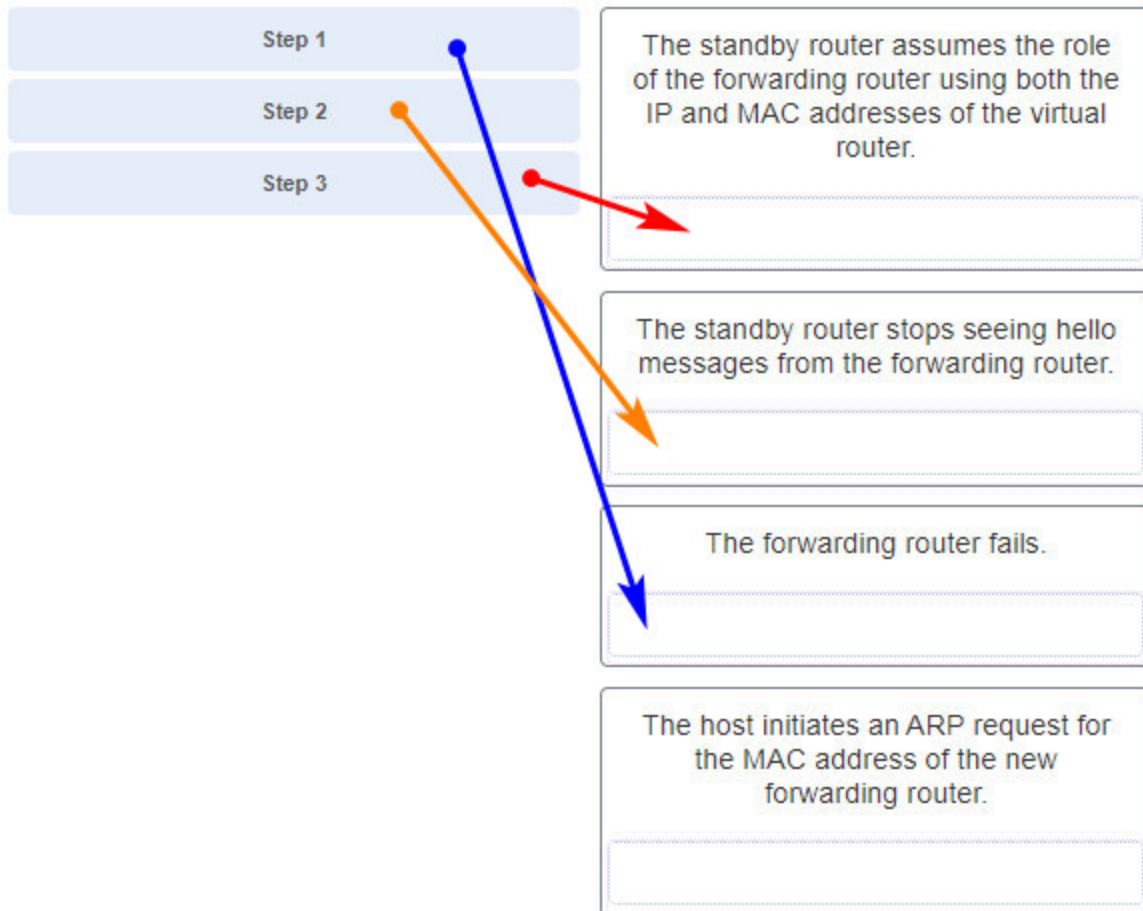 Step 1
Step 2
Step 3
The standby router assumes the role
of the forwarding router using both the
IP and MAC addresses of the virtual
router.
The standby router stops seeing hello
messages from the forwarding router.
The forwarding router fails.
The host initiates an ARP request for
the MAC address of the new
forwarding router.